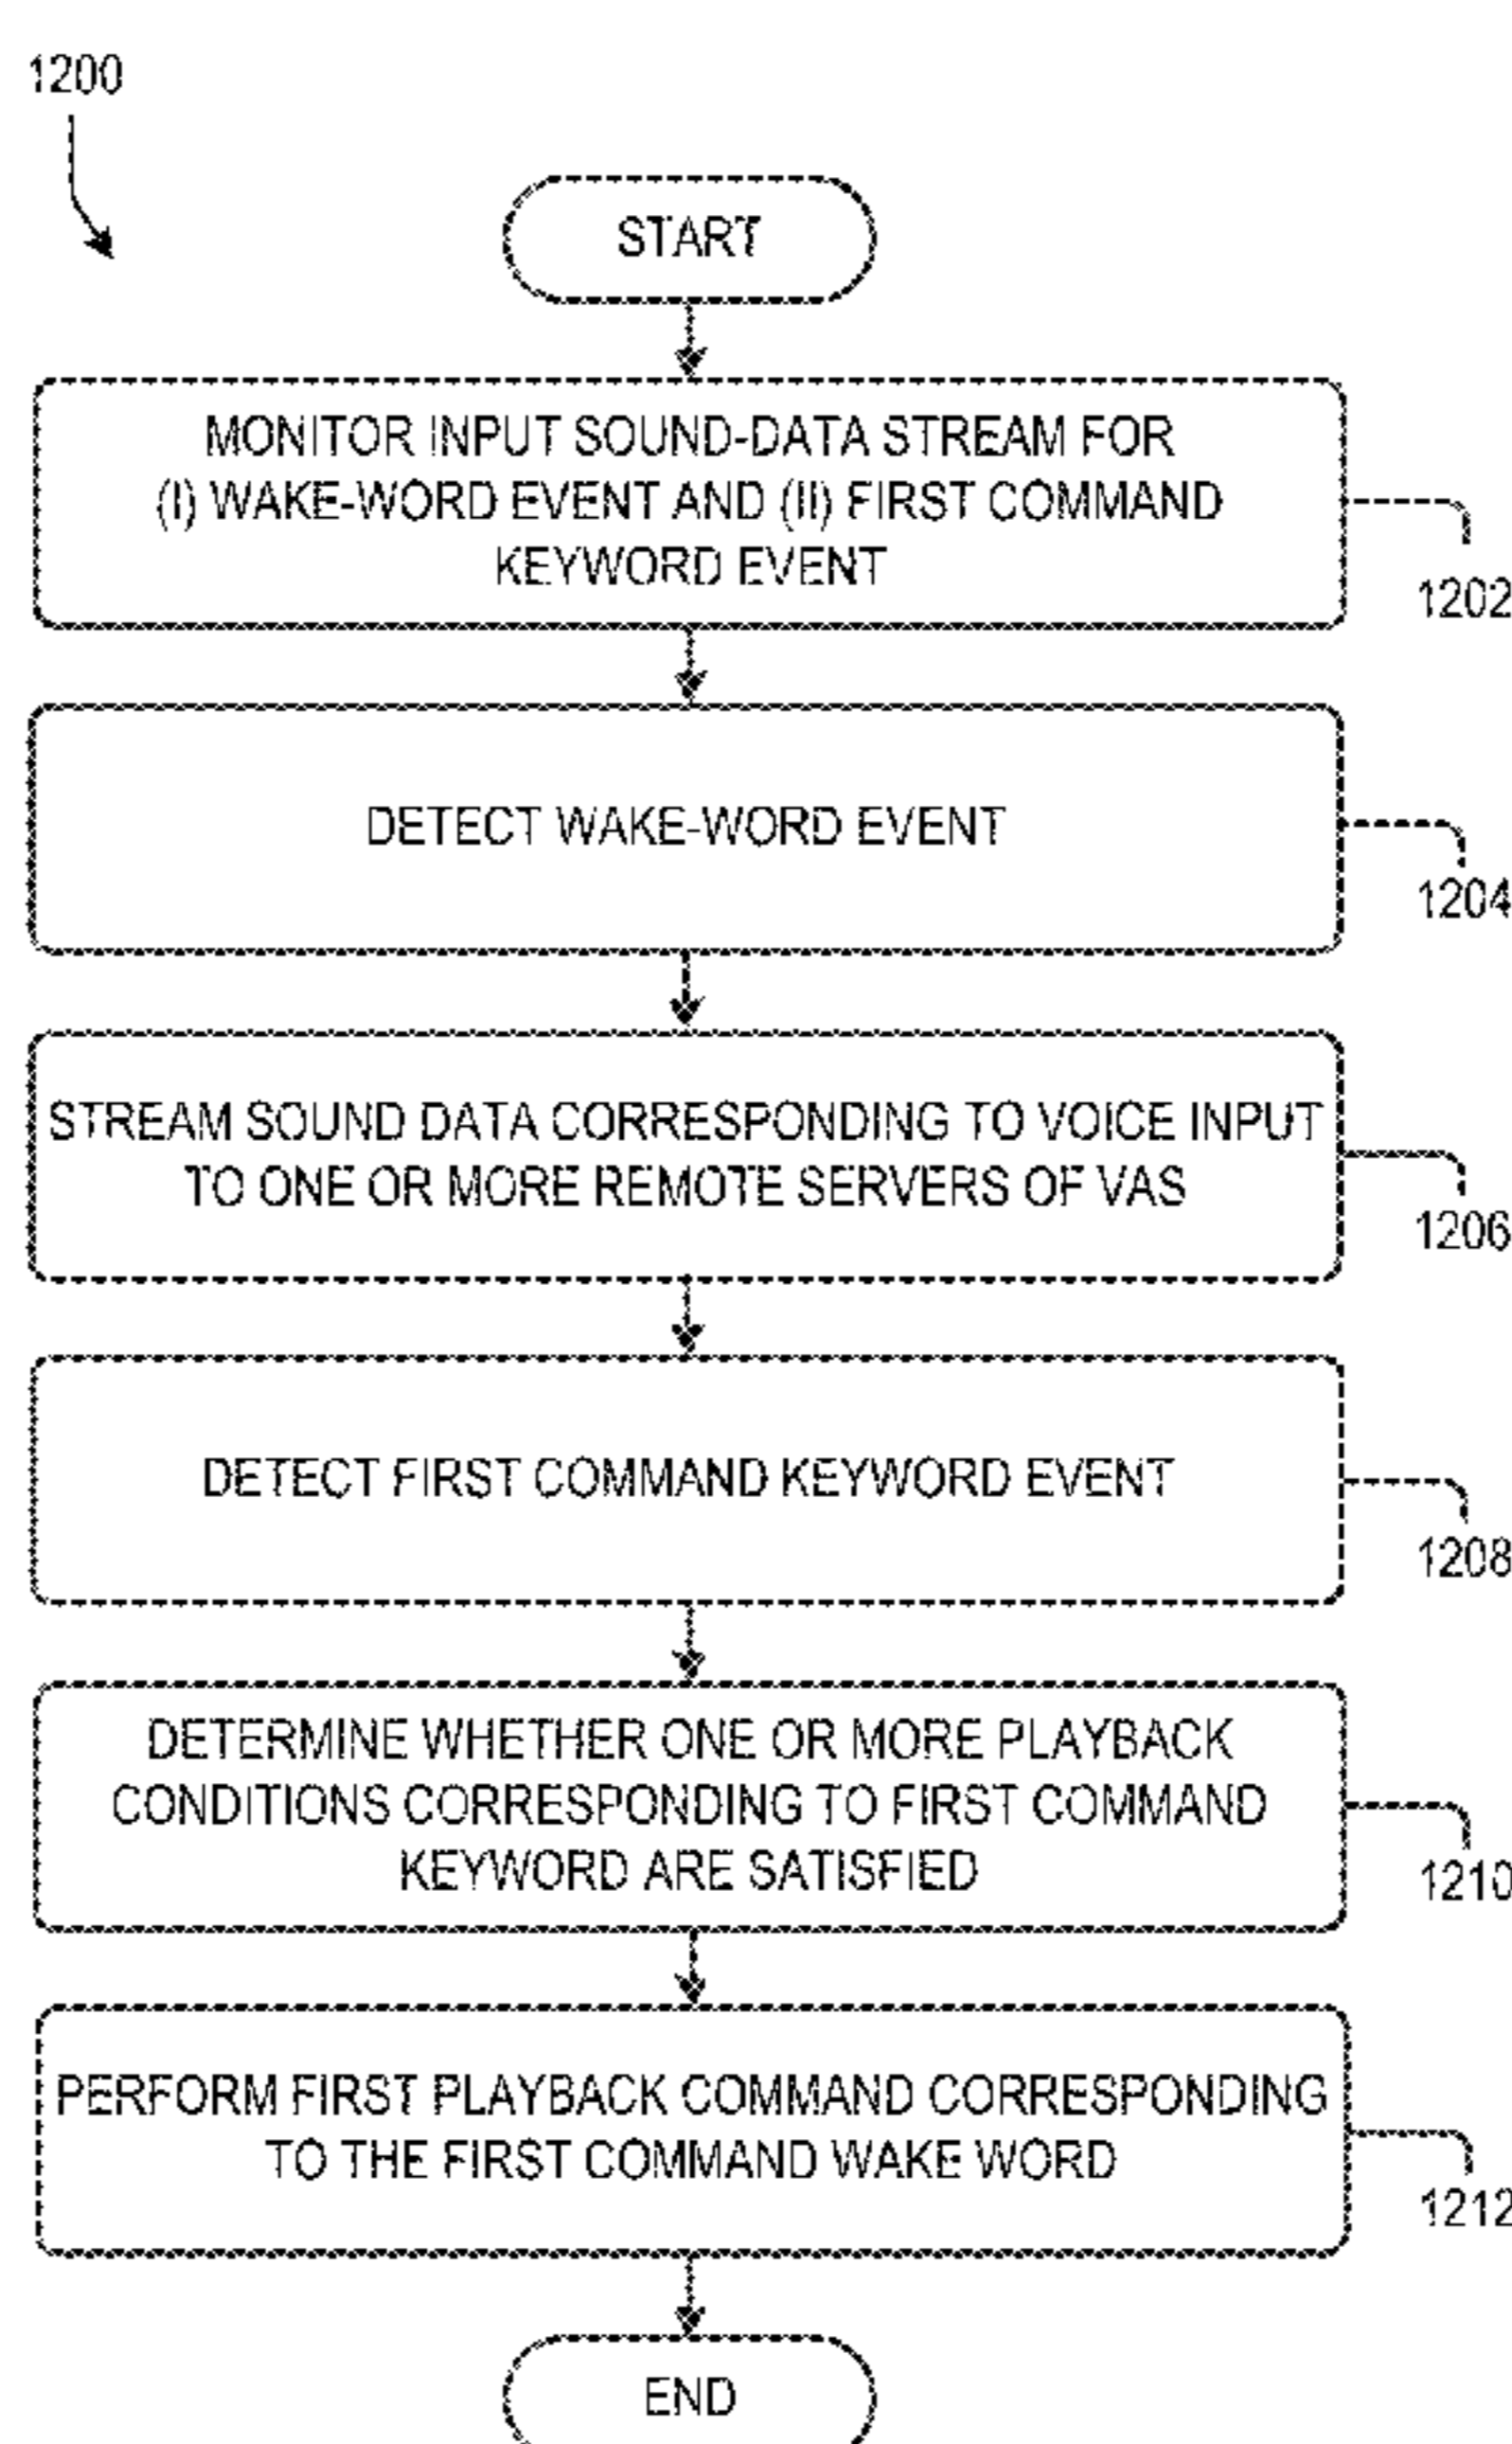 1200
START
MONITOR INPUT SOUND-DATA STREAM FOR
(I) WAKE-WORD EVENT AND (II) FIRST COMMAND
KEYWORD EVENT
1202
DETECT WAKE-WORD EVENT
1204
STREAM SOUND DATA CORRESPONDING TO VOICE INPUT
TO ONE OR MORE REMOTE SERVERS OF VAS
1206
DETECT FIRST COMMAND KEYWORD EVENT
1208
DETERMINE WHETHER ONE OR MORE PLAYBACK
CONDITIONS CORRESPONDING TO FIRST COMMAND
KEYWORD ARE SATISFIED
1210
PERFORM FIRST PLAYBACK COMMAND CORRESPONDING
TO THE FIRST COMMAND WAKE WORD
1212
END